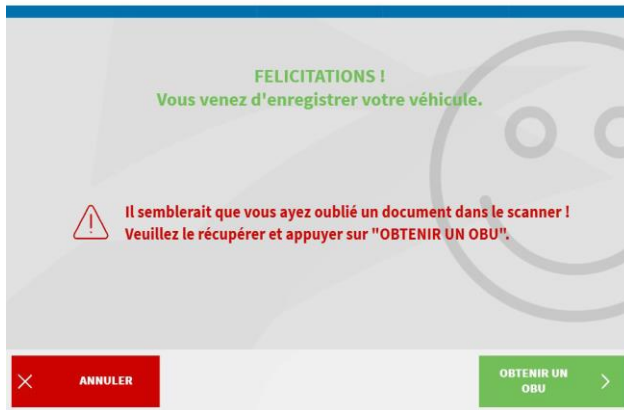 FELICITATIONS !
Vous venez d'enregistrer votre véhicule.
Il semblerait que vous ayez oublié un document dans le scanner !
Veuillez le récupérer et appuyer sur "OBTENIR UN OBU".
ANNULER
OBTENIR UN
OBU